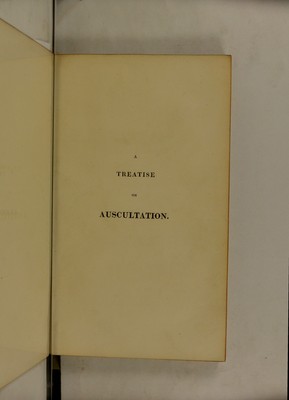 A
TREATISE
ON
AUSCULTATION.